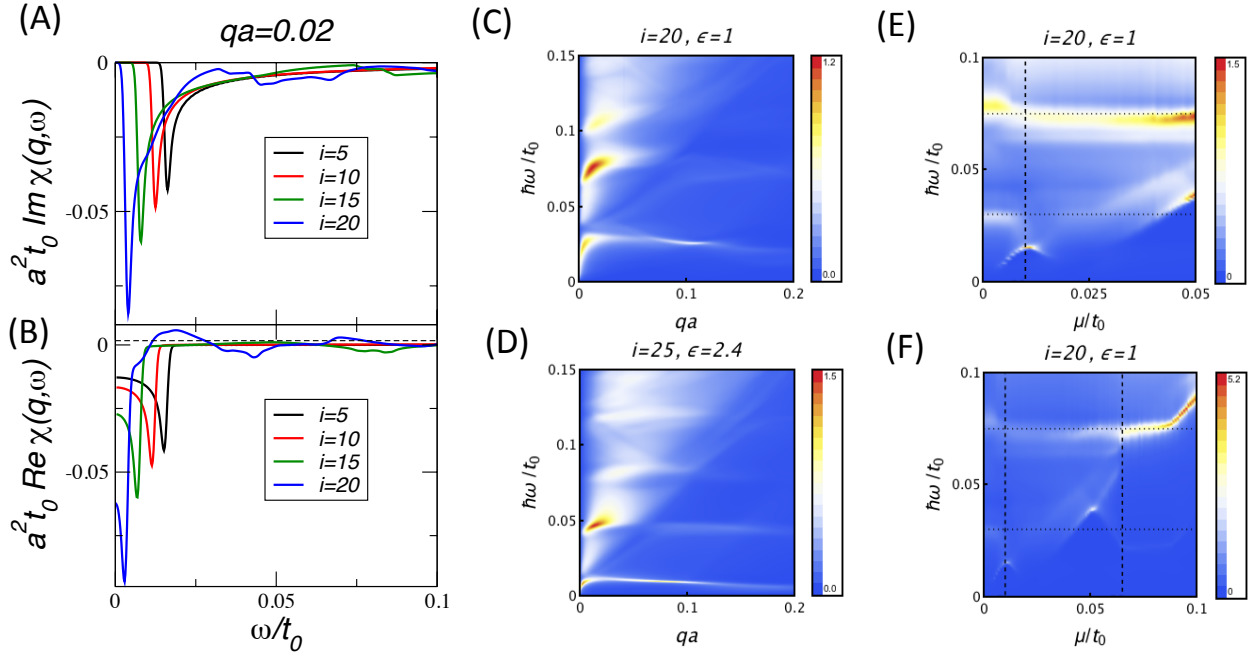 (A)
qa=0.02
a²t₀ Im χ(q,ω)
0
-0.05
i=5
i=10
i=15
i=20
(B)
a²t₀ Re χ(q,ω)
0
-0.05
i=5
i=10
i=15
i=20
0
0.05
0.1
ω/t₀
(C)
i=20 , ϵ=1
ħω/t₀
0.15
0.1
0.05
0
0
0.1
0.2
qa
1.2
0.0
(D)
i=25, ϵ=2.4
ħω/t₀
0.15
0.1
0.05
0
0
0.1
0.2
qa
1.5
0.0
(E)
i=20 , ϵ=1
ħω/t₀
0.1
0.05
0
0
0.025
0.05
μ/t₀
1.5
0
(F)
i=20 , ϵ=1
ħω/t₀
0.1
0.05
0
0
0.05
0.1
μ/t₀
5.2
0